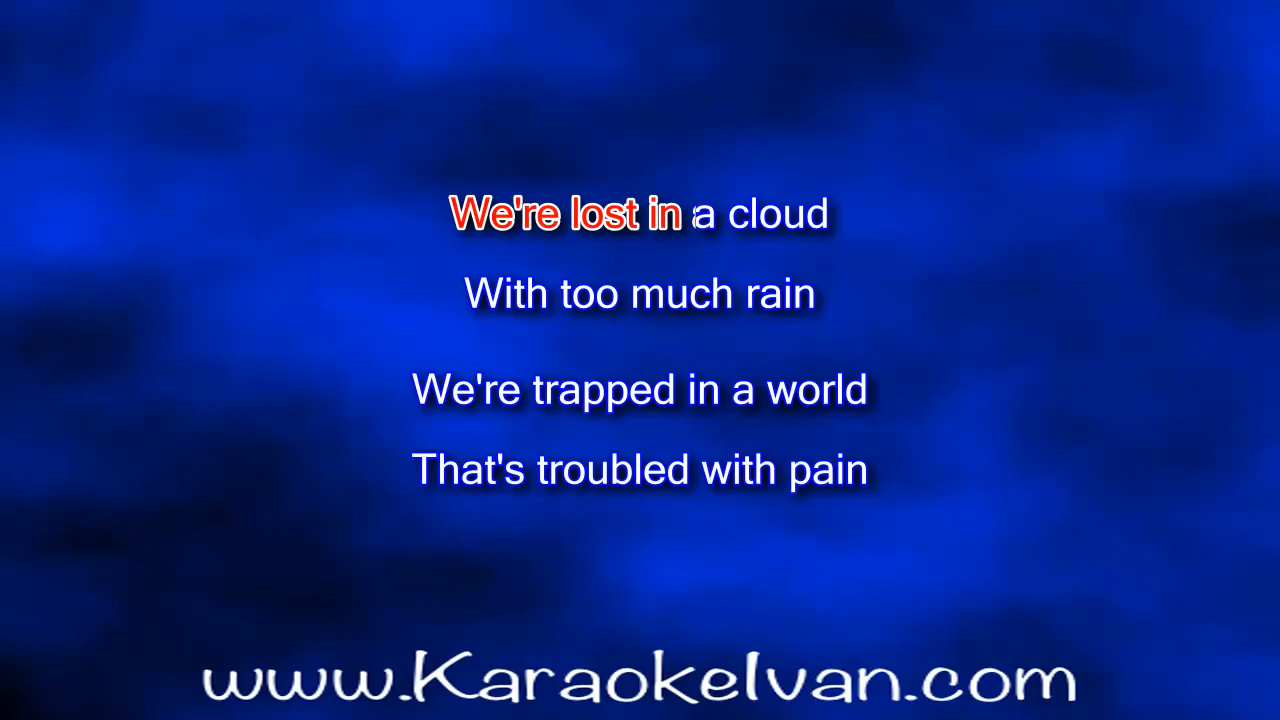 We're lost in a cloud
With too much rain
We're trapped in a world
That's troubled with pain
www.KaraokeIvan.com